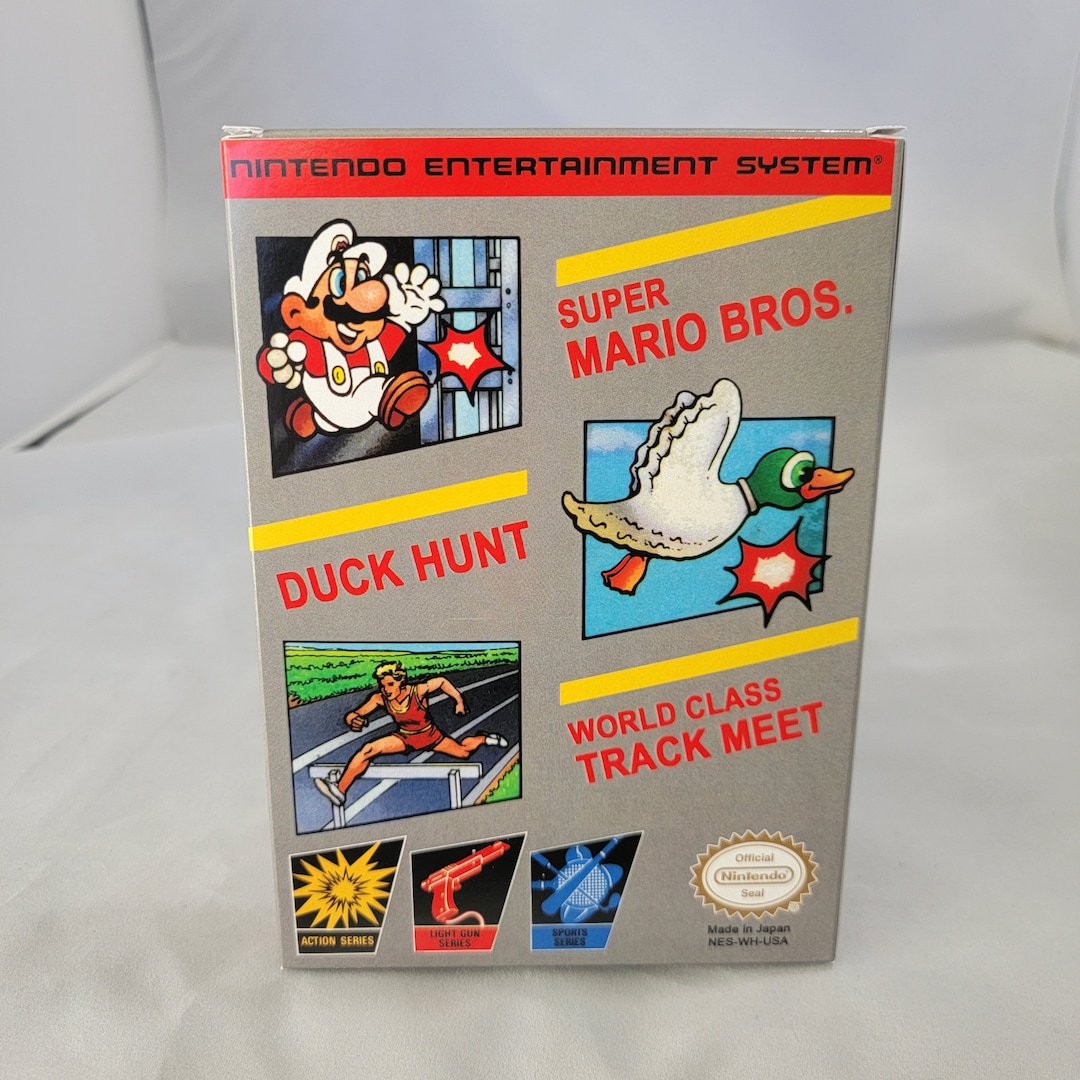 NINTENDO ENTERTAINMENT SYSTEM®
SUPER
MARIO BROS.
DUCK HUNT
WORLD CLASS
TRACK MEET
ACTION SERIES
LIGHT GUN
SERIES
SPORTS
SERIES
Official
Nintendo®
Seal
Made in Japan
NES-WH-USA